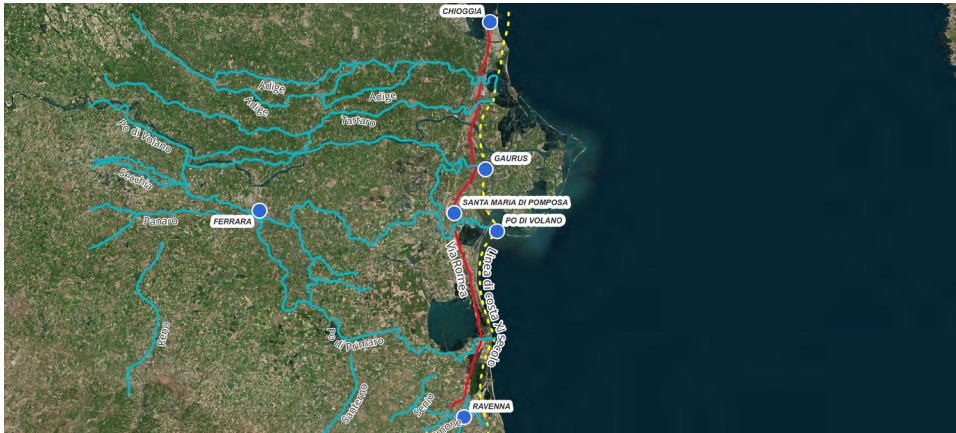 CHIOGGIA
Adige
Adige
Adige
Tartaro
Po di Volano
GAURUS
Secchia
SANTA MARIA DI POMPOSA
Panaro
FERRARA
PO DI VOLANO
Via Romea
Linea di costa XI secolo
Reno
Po di Primaro
Santerno
Senio
RAVENNA